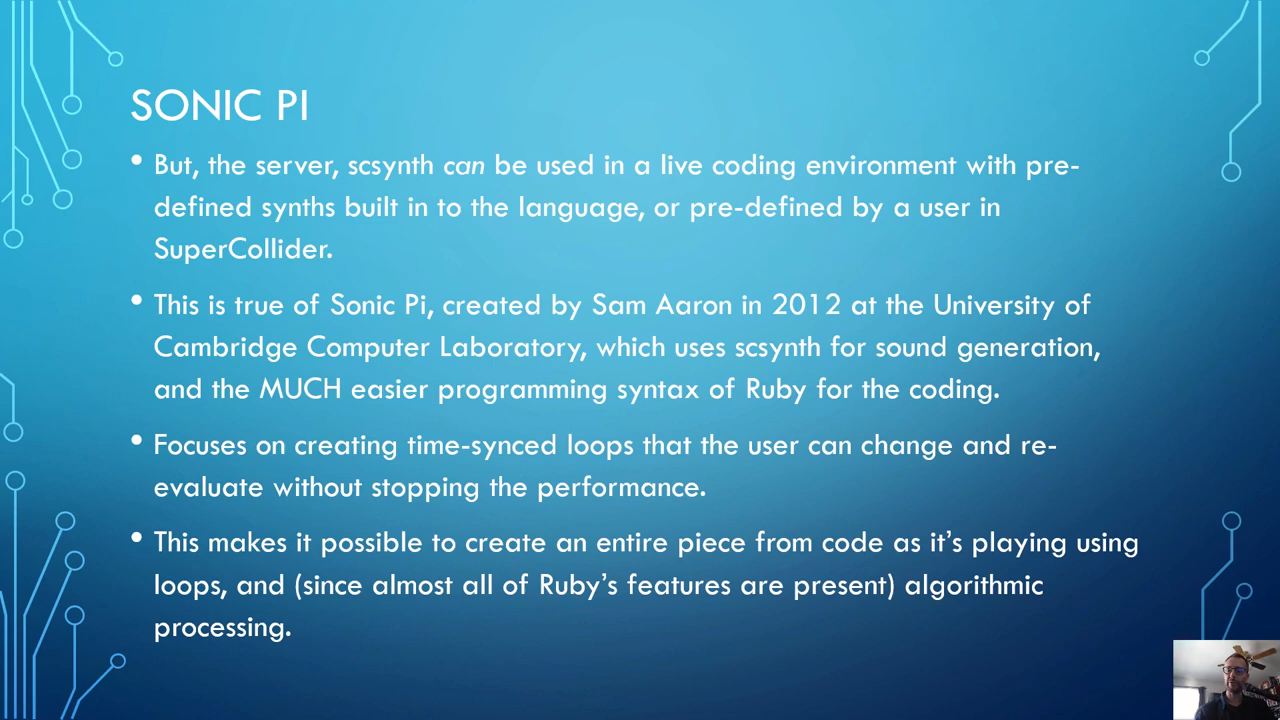 SONIC PI
• But, the server, scsynth can be used in a live coding environment with pre-
defined synths built in to the language, or pre-defined by a user in
SuperCollider.
• This is true of Sonic Pi, created by Sam Aaron in 2012 at the University of
Cambridge Computer Laboratory, which uses scsynth for sound generation,
and the MUCH easier programming syntax of Ruby for the coding.
• Focuses on creating time-synced loops that the user can change and re-
evaluate without stopping the performance.
• This makes it possible to create an entire piece from code as it’s playing using
loops, and (since almost all of Ruby’s features are present) algorithmic
processing.